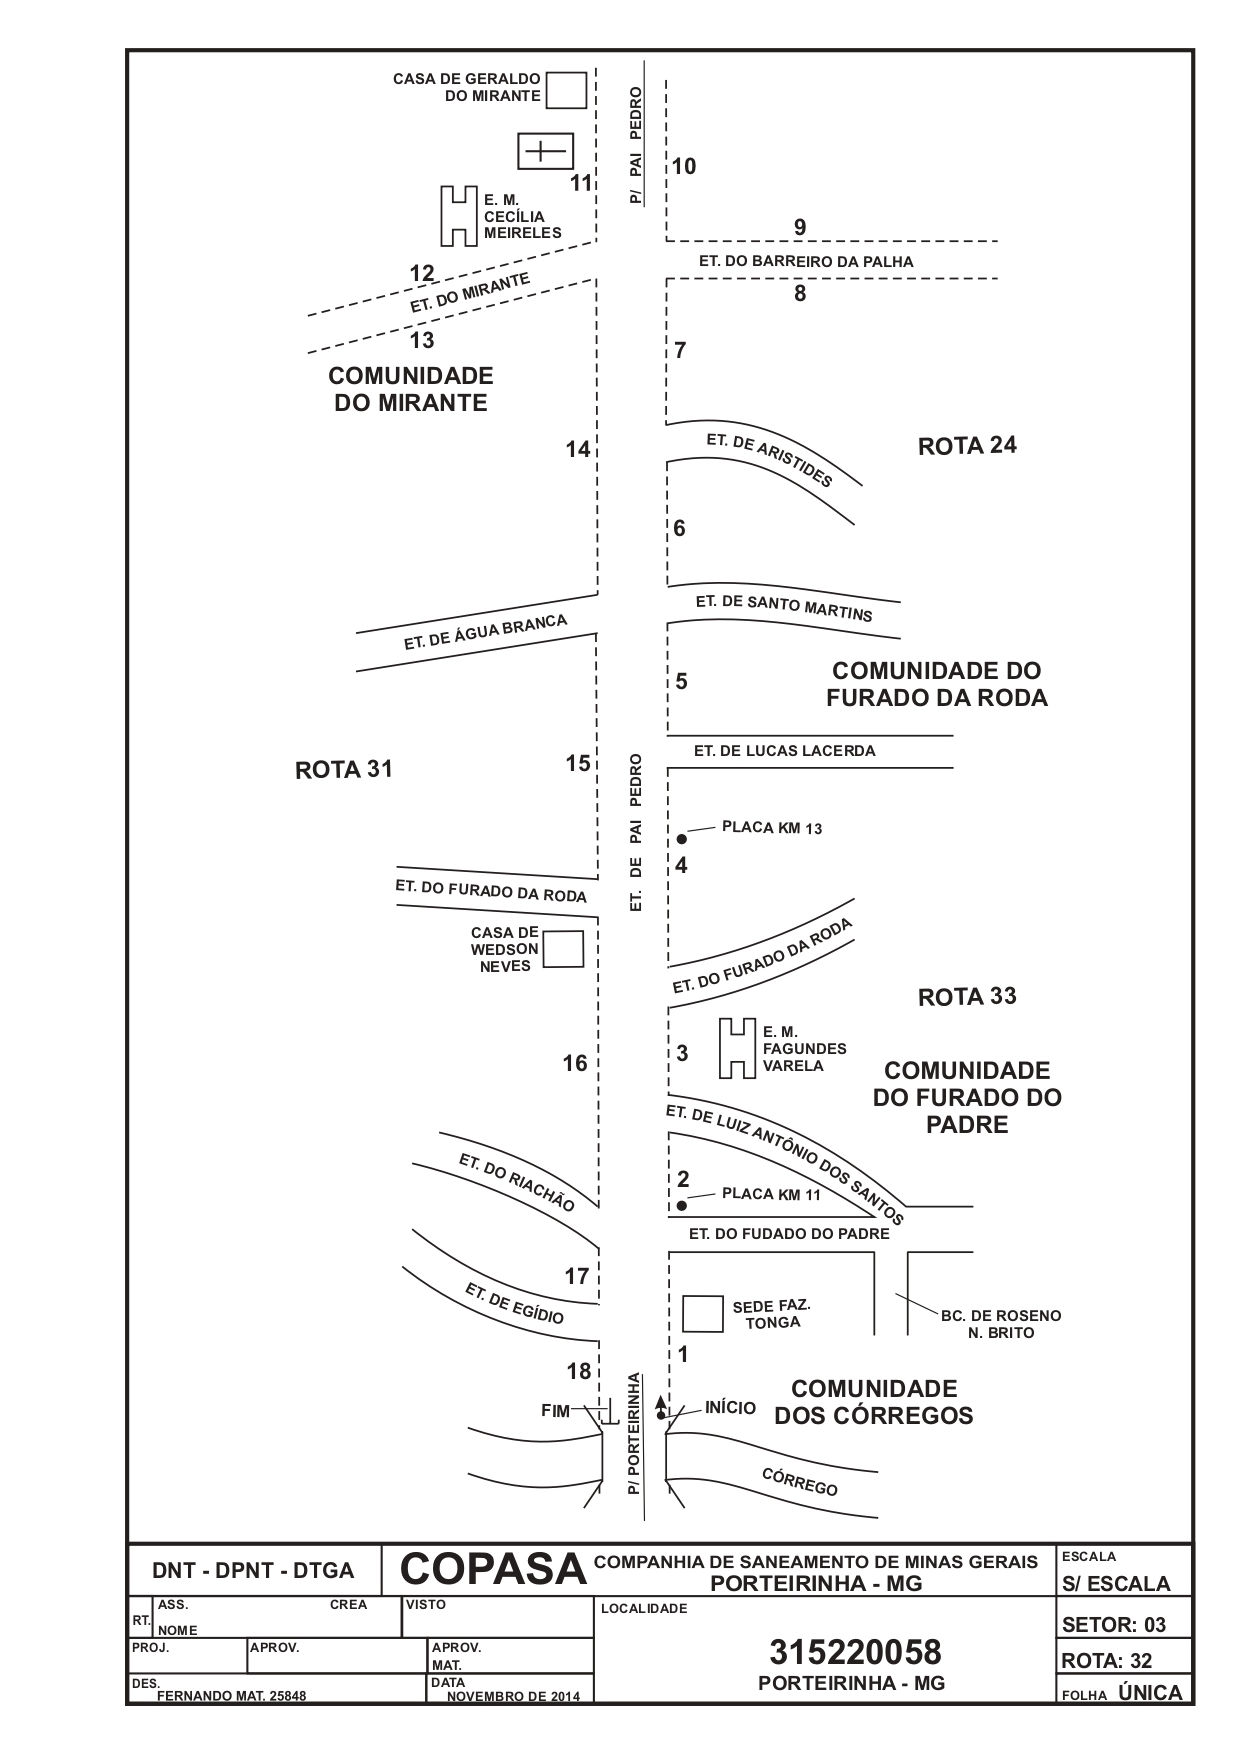 CASA DE GERALDO
DO MIRANTE
P/ PAI PEDRO
10
11
E. M.
CECÍLIA
MEIRELES
9
ET. DO BARREIRO DA PALHA
8
12
ET. DO MIRANTE
13
COMUNIDADE
DO MIRANTE
7
14
ET. DE ARISTIDES
ROTA 24
6
ET. DE SANTO MARTINS
ET. DE ÁGUA BRANCA
COMUNIDADE DO
FURADO DA RODA
5
ET. DE LUCAS LACERDA
ROTA 31
15
ET. DE PAI PEDRO
PLACA KM 13
4
ET. DO FURADO DA RODA
CASA DE
WEDSON
NEVES
ET. DO FURADO DA RODA
ROTA 33
16
3
E. M.
FAGUNDES
VARELA
COMUNIDADE
DO FURADO DO
PADRE
ET. DE LUIZ ANTÔNIO DOS SANTOS
ET. DO RIACHÃO
2
PLACA KM 11
ET. DO FUDADO DO PADRE
17
ET. DE EGÍDIO
SEDE FAZ.
TONGA
BC. DE ROSENO
N. BRITO
18
1
COMUNIDADE
DOS CÓRREGOS
FIM
INÍCIO
P/ PORTEIRINHA
CÓRREGO
DNT - DPNT - DTGA
COPASA
COMPANHIA DE SANEAMENTO DE MINAS GERAIS
PORTEIRINHA - MG
ESCALA
S/ ESCALA
RT.
ASS.
CREA
NOME
VISTO
LOCALIDADE
315220058
PORTEIRINHA - MG
SETOR: 03
PROJ.
APROV.
APROV.
MAT.
ROTA: 32
DES.
FERNANDO MAT. 25848
DATA
NOVEMBRO DE 2014
FOLHA ÚNICA